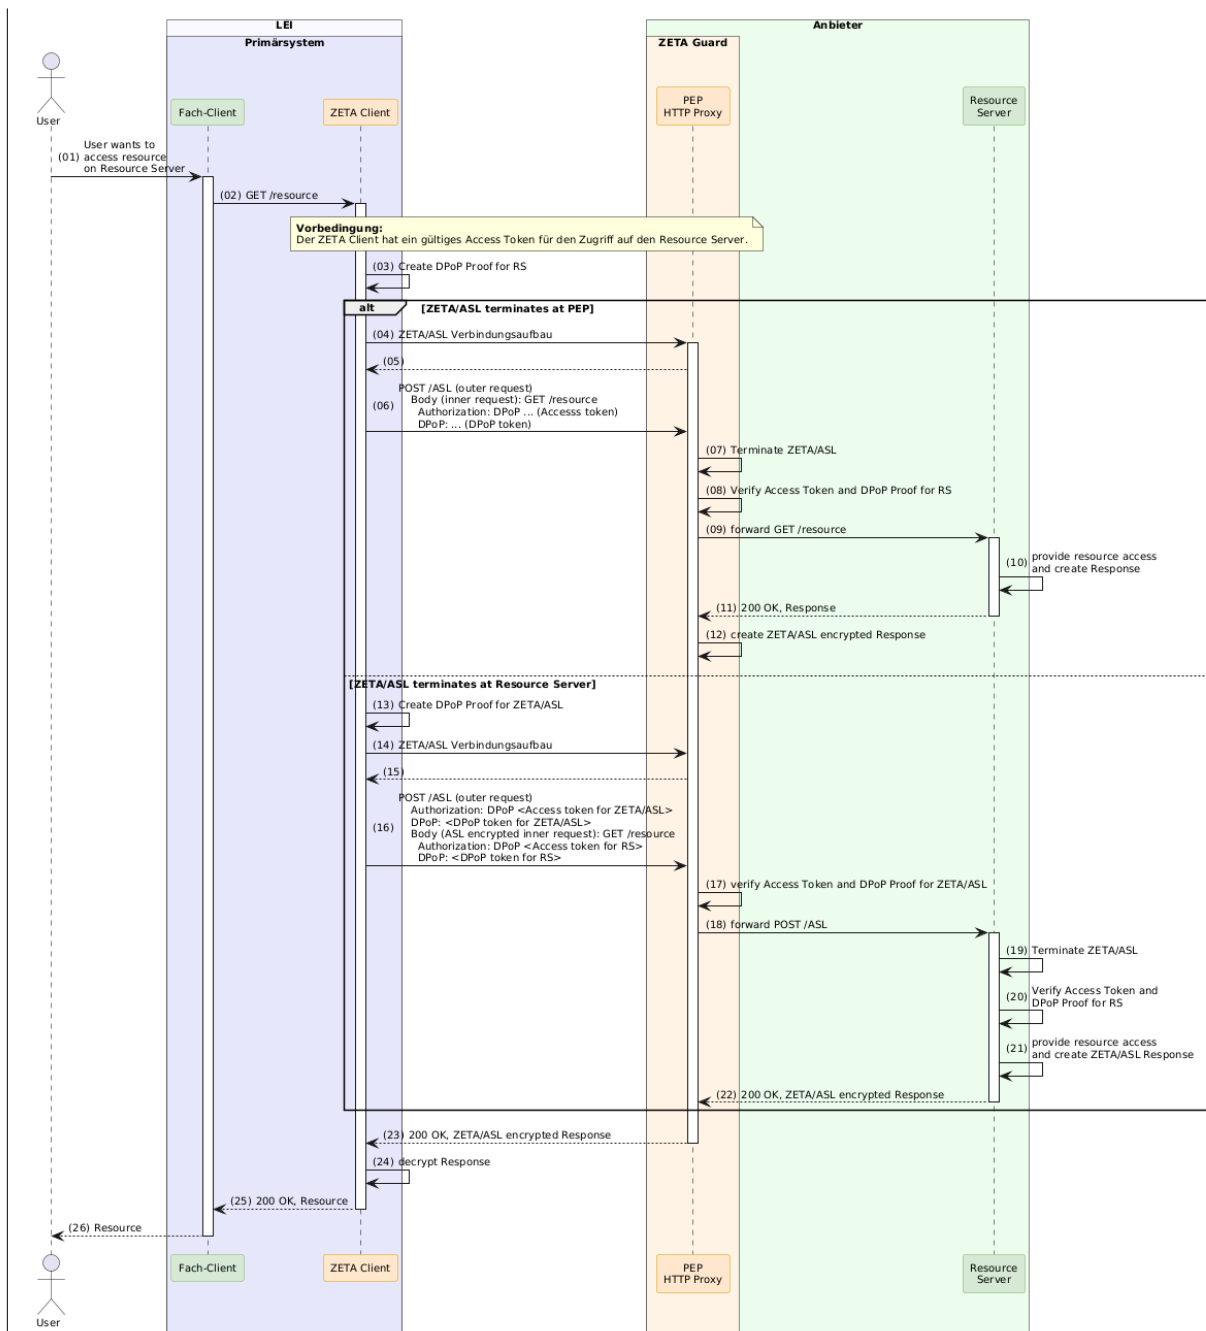 LEI
Anbieter
Primärsystem
ZETA Guard
User
Fach-Client
ZETA Client
PEP
HTTP Proxy
Resource
Server
(01) User wants to
access resource
on Resource Server
(02) GET /resource
Vorbedingung:
Der ZETA Client hat ein gültiges Access Token für den Zugriff auf den Resource Server.
(03) Create DPoP Proof for RS
alt [ZETA/ASL terminates at PEP]
(04) ZETA/ASL Verbindungsaufbau
(05)
(06) POST /ASL (outer request)
Body (inner request): GET /resource
Authorization: DPoP ... (Accesss token)
DPoP: ... (DPoP token)
(07) Terminate ZETA/ASL
(08) Verify Access Token and DPoP Proof for RS
(09) forward GET /resource
(10) provide resource access
and create Response
(11) 200 OK, Response
(12) create ZETA/ASL encrypted Response
[ZETA/ASL terminates at Resource Server]
(13) Create DPoP Proof for ZETA/ASL
(14) ZETA/ASL Verbindungsaufbau
(15)
(16) POST /ASL (outer request)
Authorization: DPoP <Access token for ZETA/ASL>
DPoP: <DPoP token for ZETA/ASL>
Body (ASL encrypted inner request): GET /resource
Authorization: DPoP <Access token for RS>
DPoP: <DPoP token for RS>
(17) verify Access Token and DPoP Proof for ZETA/ASL
(18) forward POST /ASL
(19) Terminate ZETA/ASL
(20) Verify Access Token and
DPoP Proof for RS
(21) provide resource access
and create ZETA/ASL Response
(22) 200 OK, ZETA/ASL encrypted Response
(23) 200 OK, ZETA/ASL encrypted Response
(24) decrypt Response
(25) 200 OK, Resource
(26) Resource
User
Fach-Client
ZETA Client
PEP
HTTP Proxy
Resource
Server